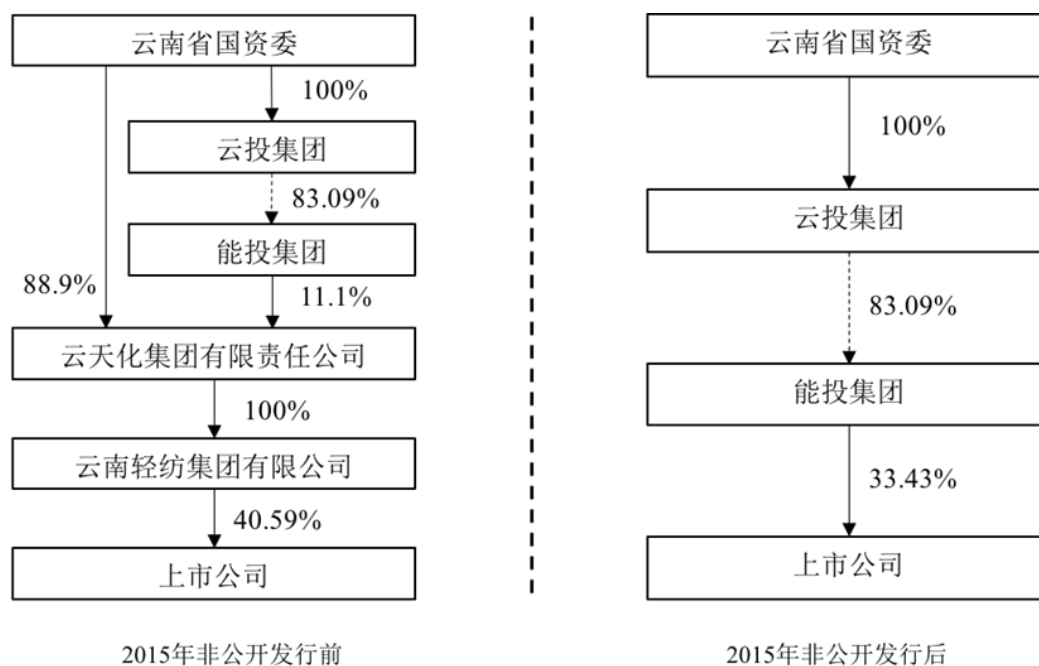 云南省国资委
100%
云投集团
83.09%
能投集团
88.9%
11.1%
云天化集团有限责任公司
100%
云南轻纺集团有限公司
40.59%
上市公司
2015年非公开发行前
云南省国资委
100%
云投集团
83.09%
能投集团
33.43%
上市公司
2015年非公开发行后